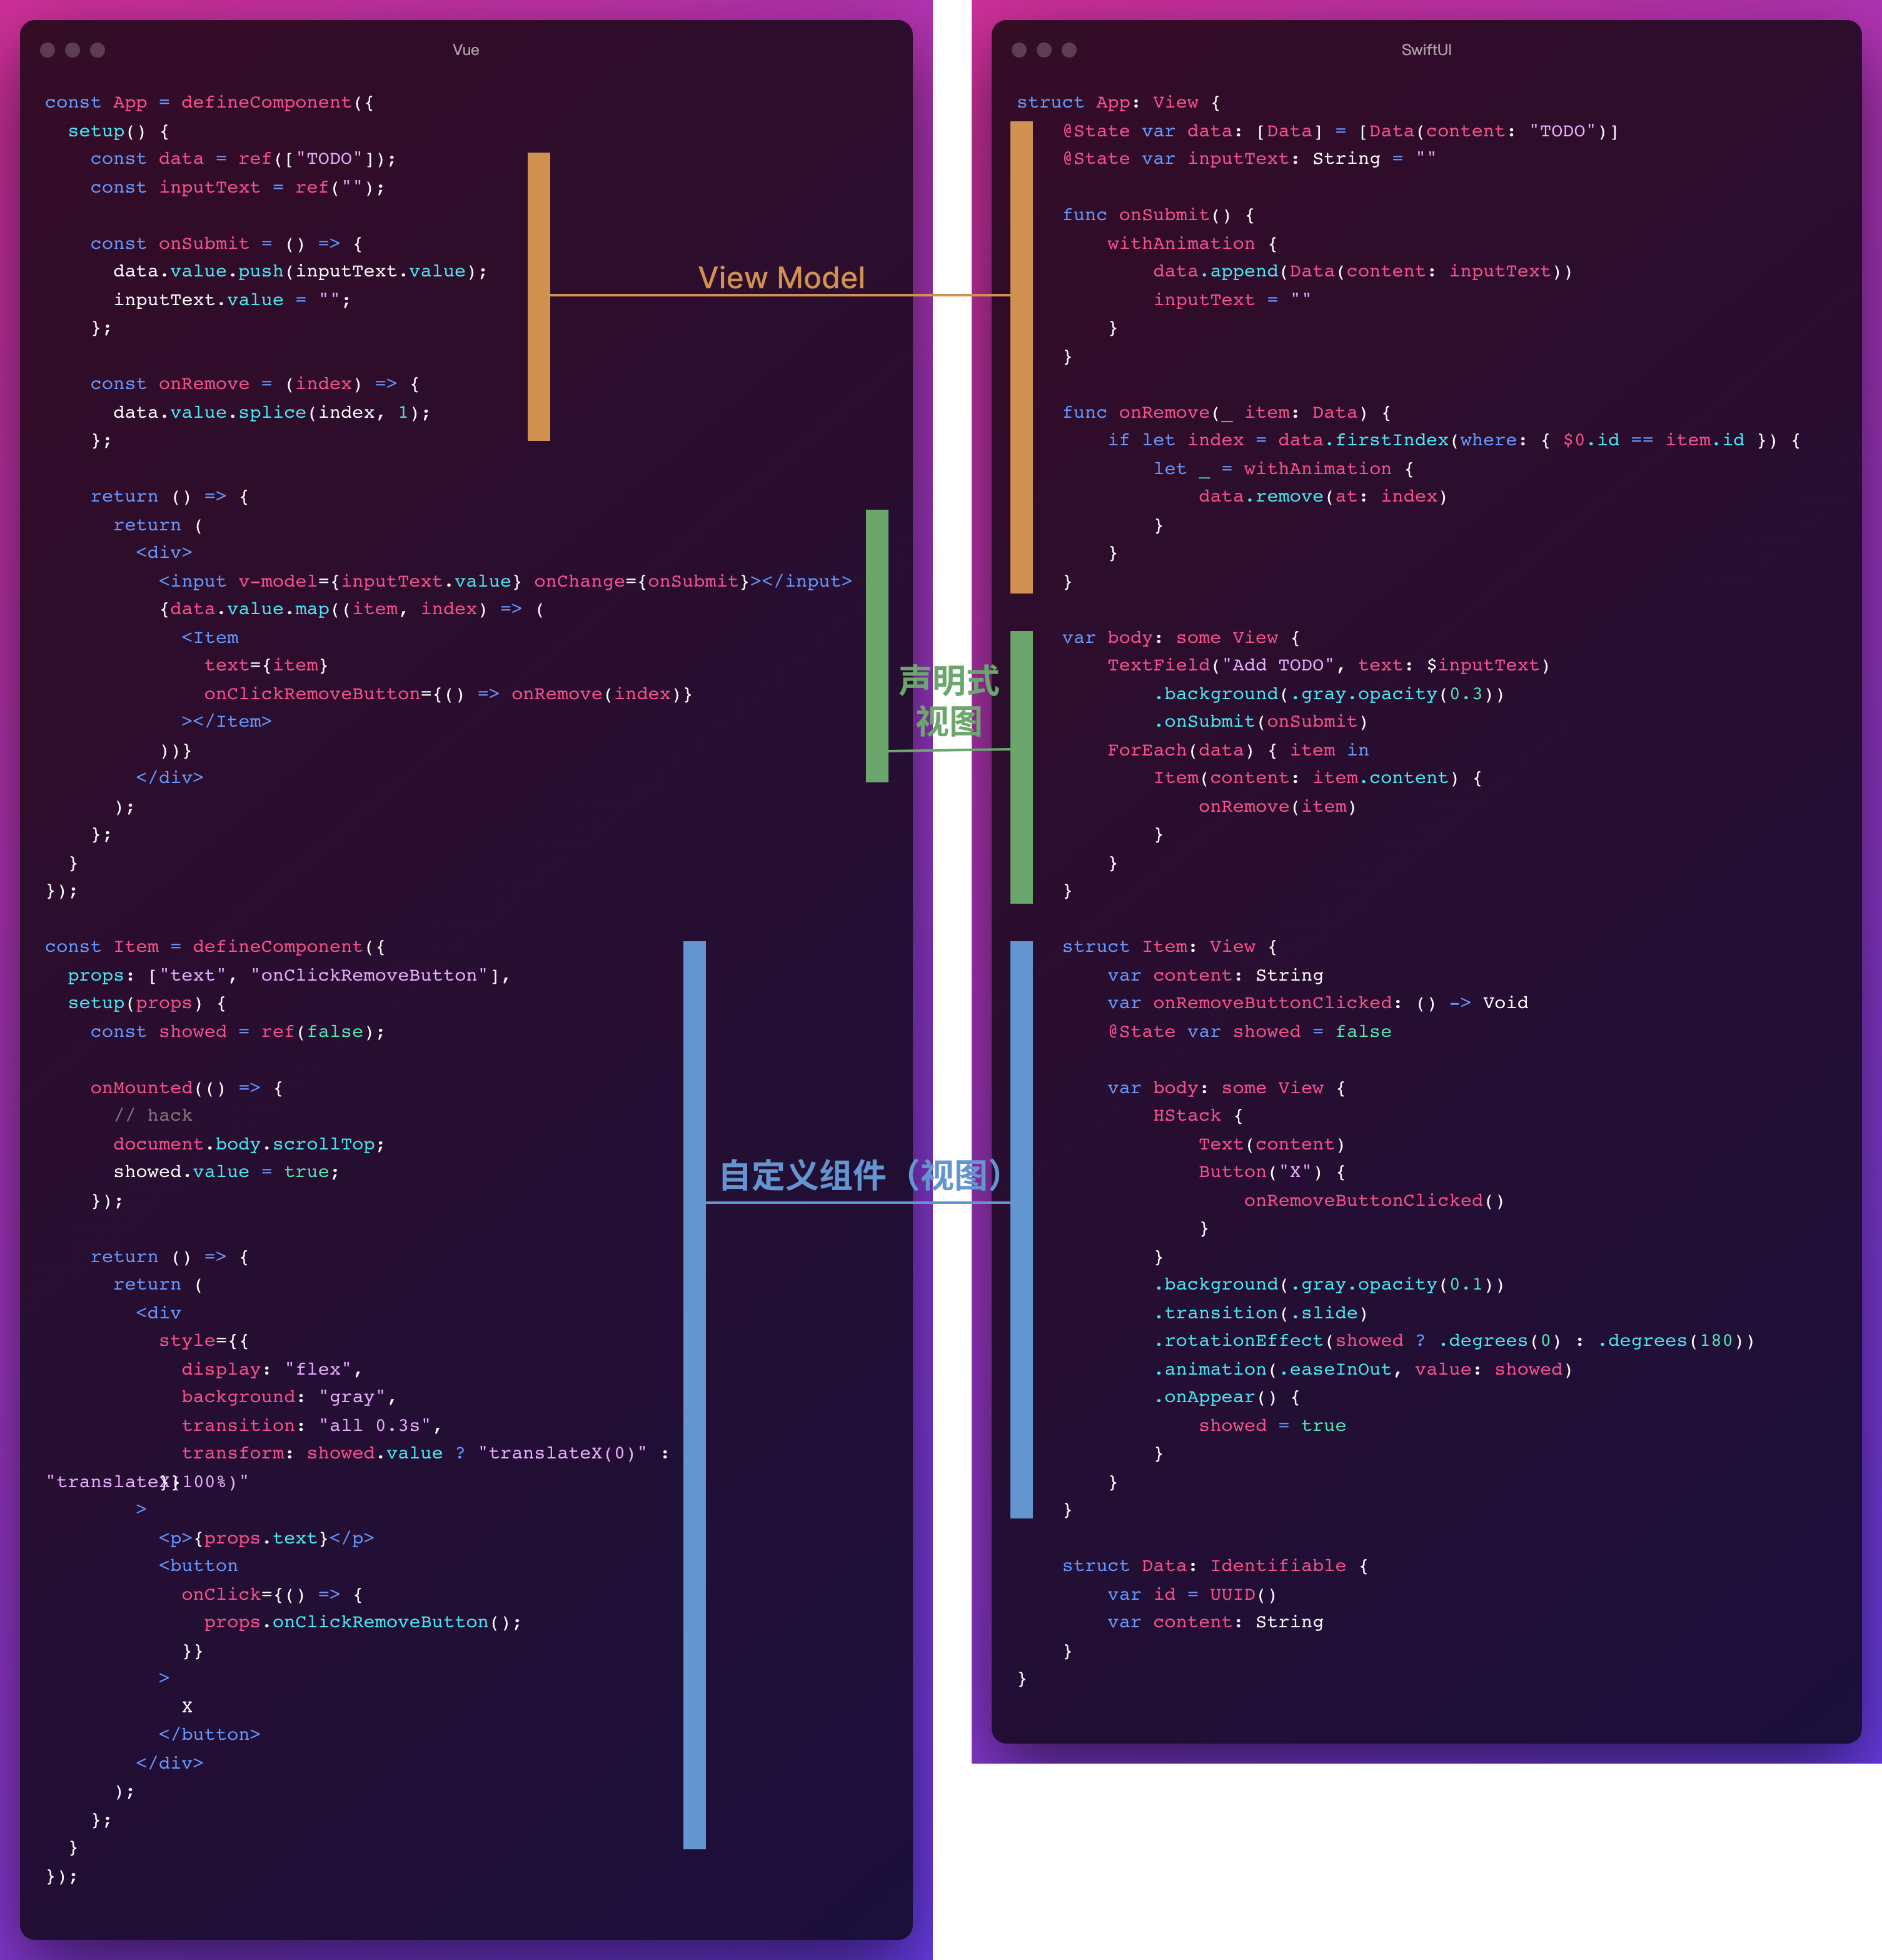 Vue
const App = defineComponent({
  setup() {
    const data = ref(["TODO"]);
    const inputText = ref("");

    const onSubmit = () => {
      data.value.push(inputText.value);
      inputText.value = "";
    };

    const onRemove = (index) => {
      data.value.splice(index, 1);
    };

    return () => {
      return (
        <div>
          <input v-model={inputText.value} onChange={onSubmit}></input>
          {data.value.map((item, index) => (
            <Item
              text={item}
              onClickRemoveButton={() => onRemove(index)}
            ></Item>
          ))}
        </div>
      );
    };
  }
});

const Item = defineComponent({
  props: ["text", "onClickRemoveButton"],
  setup(props) {
    const showed = ref(false);

    onMounted(() => {
      // hack
      document.body.scrollTop;
      showed.value = true;
    });

    return () => {
      return (
        <div
          style={{
            display: "flex",
            background: "gray",
            transition: "all 0.3s",
            transform: showed.value ? "translateX(0)" :
"translateX(100%)"
          }}
        >
          <p>{props.text}</p>
          <button
            onClick={() => {
              props.onClickRemoveButton();
            }}
          >
            X
          </button>
        </div>
      );
    };
  }
});
View Model
声明式
视图
自定义组件（视图）
SwiftUI
struct App: View {
    @State var data: [Data] = [Data(content: "TODO")]
    @State var inputText: String = ""

    func onSubmit() {
        withAnimation {
            data.append(Data(content: inputText))
            inputText = ""
        }
    }

    func onRemove(_ item: Data) {
        if let index = data.firstIndex(where: { $0.id == item.id }) {
            let _ = withAnimation {
                data.remove(at: index)
            }
        }
    }

    var body: some View {
        TextField("Add TODO", text: $inputText)
            .background(.gray.opacity(0.3))
            .onSubmit(onSubmit)
        ForEach(data) { item in
            Item(content: item.content) {
                onRemove(item)
            }
        }
    }

    struct Item: View {
        var content: String
        var onRemoveButtonClicked: () -> Void
        @State var showed = false

        var body: some View {
            HStack {
                Text(content)
                Button("X") {
                    onRemoveButtonClicked()
                }
            }
            .background(.gray.opacity(0.1))
            .transition(.slide)
            .rotationEffect(showed ? .degrees(0) : .degrees(180))
            .animation(.easeInOut, value: showed)
            .onAppear() {
                showed = true
            }
        }
    }

    struct Data: Identifiable {
        var id = UUID()
        var content: String
    }
}